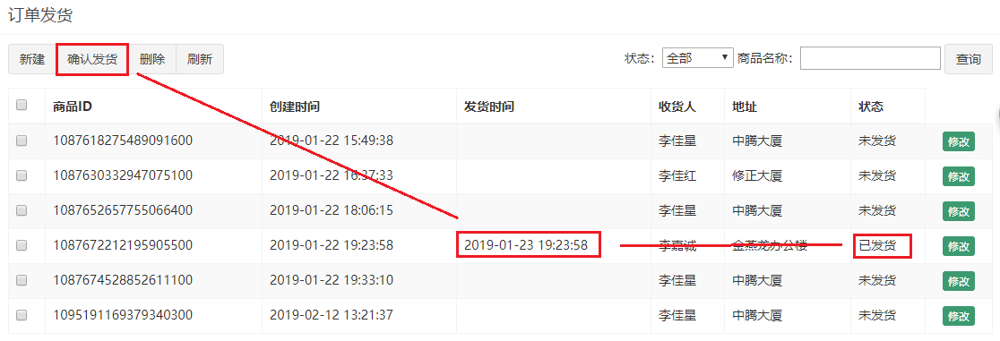 订单发货
新建 确认发货 删除 刷新 状态: 全部 商品名称: 查询
商品ID 创建时间 发货时间 收货人 地址 状态
1087618275489091600 2019-01-22 15:49:38 李佳星 中腾大厦 未发货 修改
1087630332947075100 2019-01-22 16:37:33 李佳红 修正大厦 未发货 修改
1087652657755066400 2019-01-22 18:06:15 李佳星 中腾大厦 未发货 修改
1087672212195905500 2019-01-22 19:23:58 2019-01-23 19:23:58 李嘉诚 金燕龙办公楼 已发货 修改
1087674528852611100 2019-01-22 19:33:10 李佳星 中腾大厦 未发货 修改
1095191169379340300 2019-02-12 13:21:37 李佳星 中腾大厦 未发货 修改